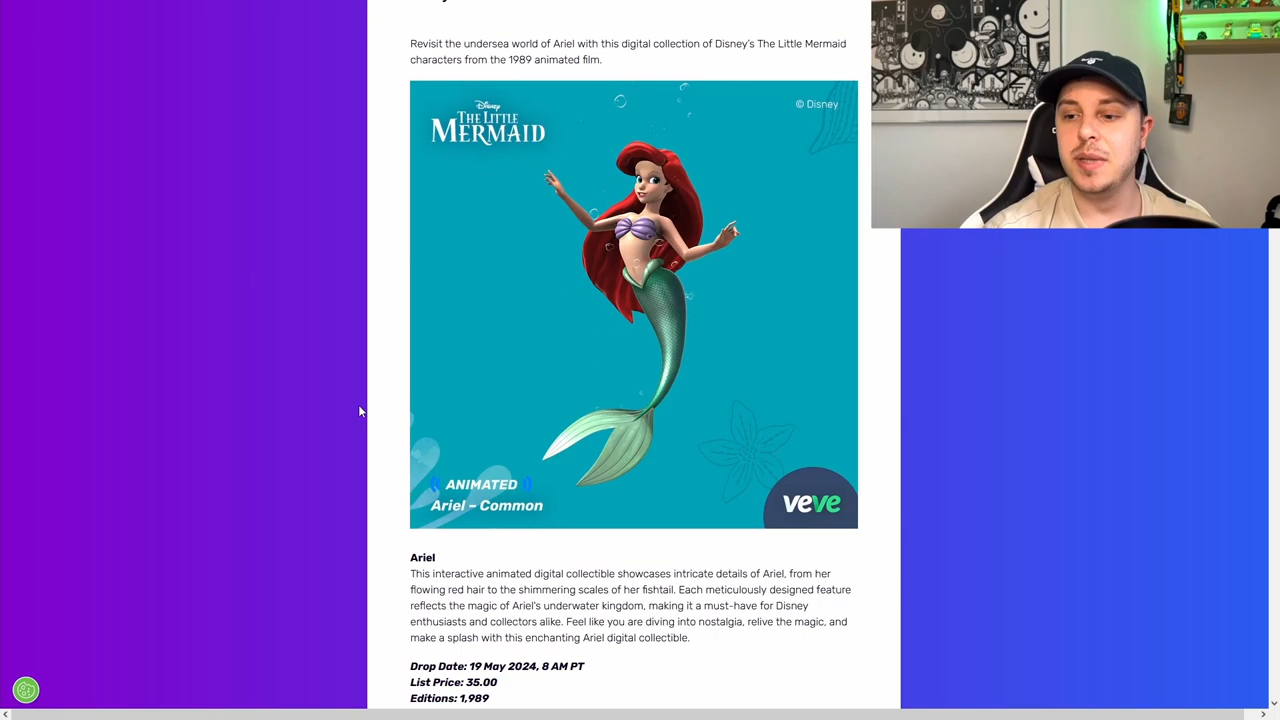 Revisit the undersea world of Ariel with this digital collection of Disney's The Little Mermaid
characters from the 1989 animated film.
© Disney
Disney
THE LITTLE
MERMAID
ANIMATED
Ariel – Common
veve
Ariel
This interactive animated digital collectible showcases intricate details of Ariel, from her
flowing red hair to the shimmering scales of her fishtail. Each meticulously designed feature
reflects the magic of Ariel's underwater kingdom, making it a must-have for Disney
enthusiasts and collectors alike. Feel like you are diving into nostalgia, relive the magic, and
make a splash with this enchanting Ariel digital collectible.
Drop Date: 19 May 2024, 8 AM PT
List Price: 35.00
Editions: 1,989